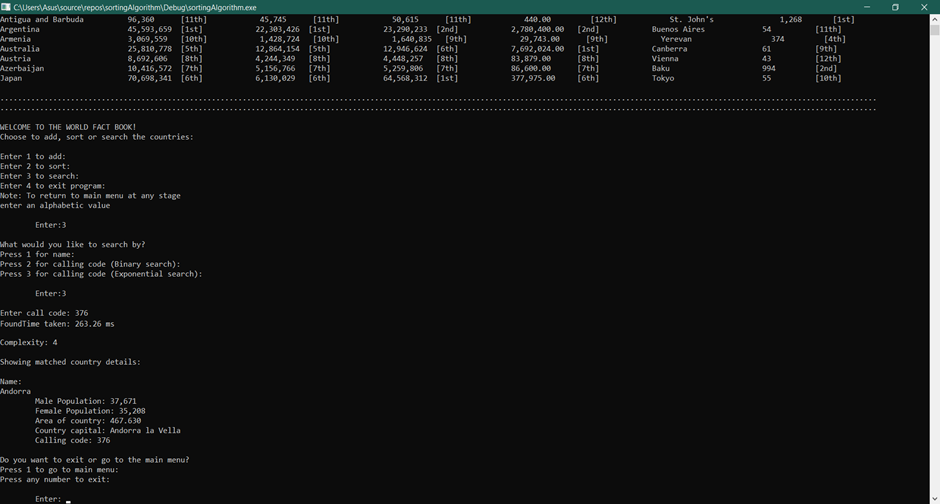 C:\Users\Asus\source\repos\sortingAlgorithm\Debug\sortingAlgorithm.exe
Antigua and Barbuda 96,360 [11th] 45,745 [11th] 50,615 [11th] 440.00 [12th] St. John's 1,268 [1st]
Argentina 45,593,659 [1st] 22,303,426 [1st] 23,290,233 [2nd] 2,780,400.00 [2nd] Buenos Aires 54 [11th]
Armenia 3,069,559 [10th] 1,428,724 [10th] 1,640,835 [9th] 29,743.00 [9th] Yerevan 374 [4th]
Australia 25,810,778 [5th] 12,864,154 [5th] 12,946,624 [6th] 7,692,024.00 [1st] Canberra 61 [9th]
Austria 8,692,606 [8th] 4,244,349 [8th] 4,448,257 [8th] 83,879.00 [8th] Vienna 43 [12th]
Azerbaijan 10,416,572 [7th] 5,156,766 [7th] 5,259,806 [7th] 86,600.00 [7th] Baku 994 [2nd]
Japan 70,698,341 [6th] 6,130,029 [6th] 64,568,312 [1st] 377,975.00 [6th] Tokyo 55 [10th]
WELCOME TO THE WORLD FACT BOOK!
Choose to add, sort or search the countries:
Enter 1 to add:
Enter 2 to sort:
Enter 3 to search:
Enter 4 to exit program:
Note: To return to main menu at any stage
enter an alphabetic value
Enter:3
What would you like to search by?
Press 1 for name:
Press 2 for calling code (Binary search):
Press 3 for calling code (Exponential search):
Enter:3
Enter call code: 376
FoundTime taken: 263.26 ms
Complexity: 4
Showing matched country details:
Name:
Andorra
Male Population: 37,671
Female Population: 35,208
Area of country: 467.630
Country capital: Andorra la Vella
Calling code: 376
Do you want to exit or go to the main menu?
Press 1 to go to main menu:
Press any number to exit:
Enter: _